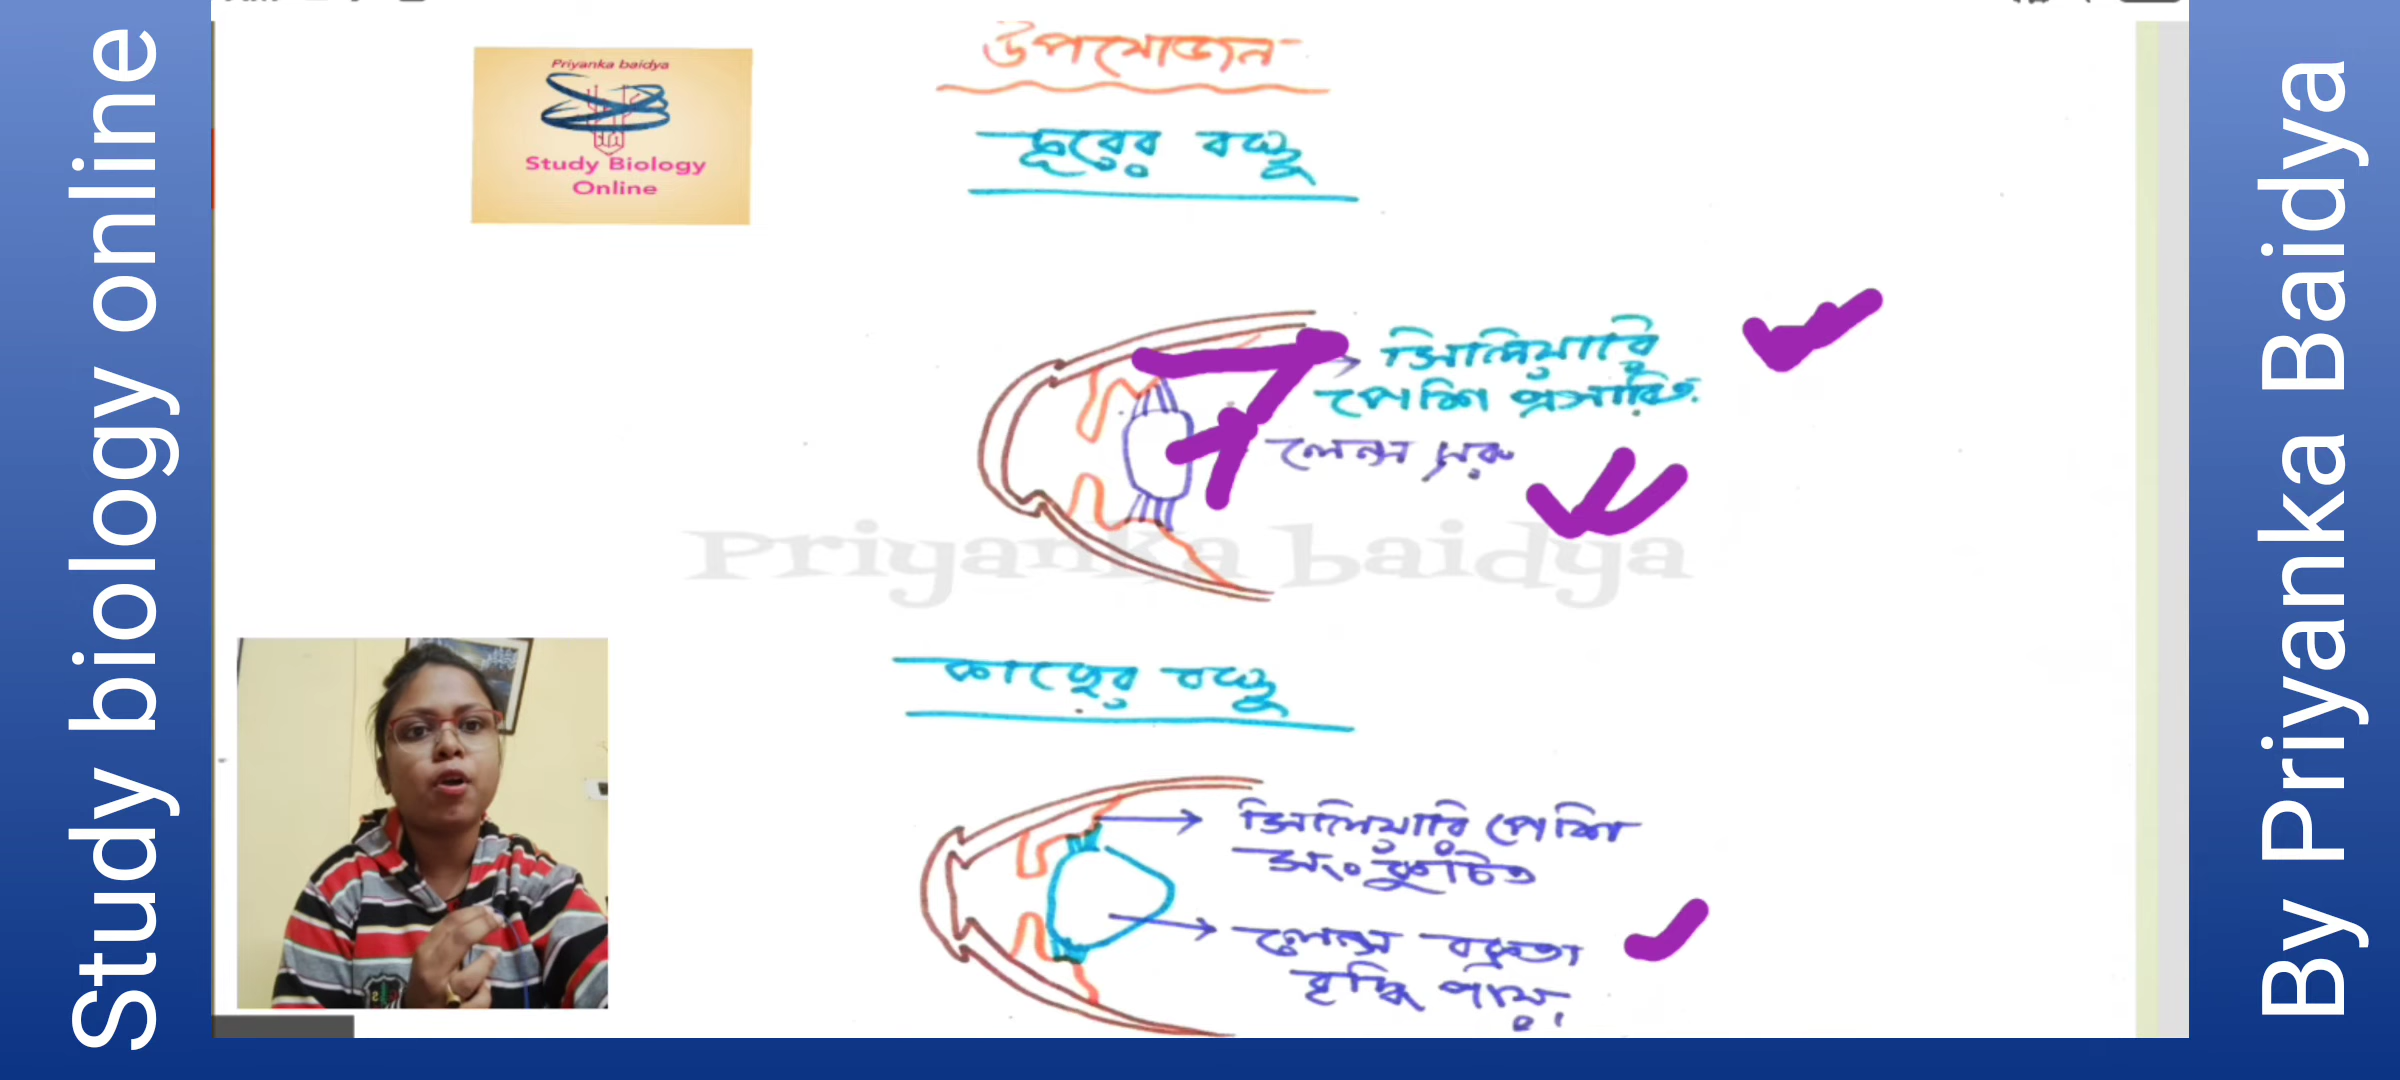 Study biology online
Priyanka baidya
Study Biology
Online
উপযোজন
দূরের বস্তু
সিলিয়ারি
পেশি প্রসারিত.
লেন্স সরু
Priyanka baidya
কাছের বস্তু
সিলিয়ারি পেশি
সংকুচিত
লেন্স বক্রতা
বৃদ্ধি পায়।
By Priyanka Baidya